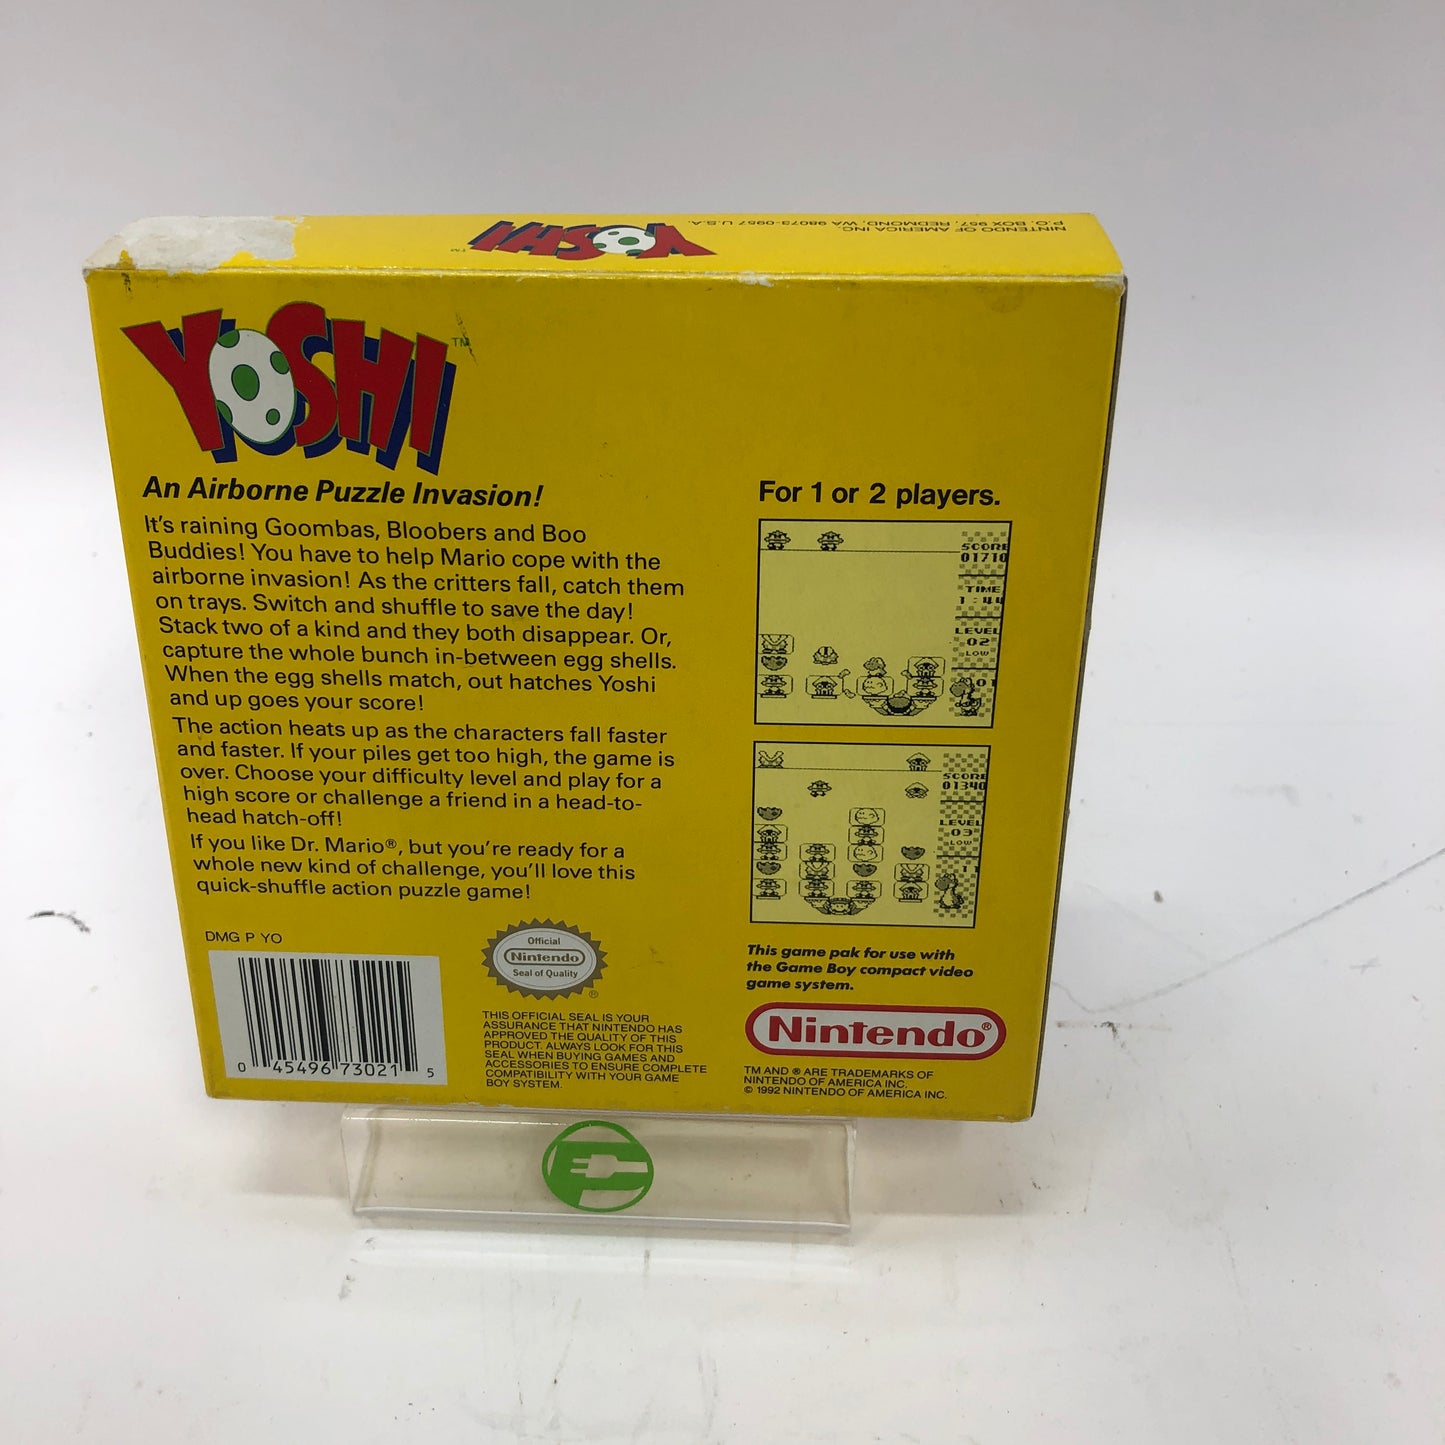 YOSHI™
NINTENDO OF AMERICA INC.
P.O. BOX 957, REDMOND, WA 98073-0957 U.S.A.
YOSHI™
An Airborne Puzzle Invasion!
It's raining Goombas, Bloobers and Boo
Buddies! You have to help Mario cope with the
airborne invasion! As the critters fall, catch them
on trays. Switch and shuffle to save the day!
Stack two of a kind and they both disappear. Or,
capture the whole bunch in-between egg shells.
When the egg shells match, out hatches Yoshi
and up goes your score!
The action heats up as the characters fall faster
and faster. If your piles get too high, the game is
over. Choose your difficulty level and play for a
high score or challenge a friend in a head-to-
head hatch-off!
If you like Dr. Mario®, but you're ready for a
whole new kind of challenge, you'll love this
quick-shuffle action puzzle game!
DMG P YO
0 45496 73021 5
Official
Nintendo
Seal of Quality
®
THIS OFFICIAL SEAL IS YOUR
ASSURANCE THAT NINTENDO HAS
APPROVED THE QUALITY OF THIS
PRODUCT. ALWAYS LOOK FOR THIS
SEAL WHEN BUYING GAMES AND
ACCESSORIES TO ENSURE COMPLETE
COMPATIBILITY WITH YOUR GAME
BOY SYSTEM.
For 1 or 2 players.
SCORE
01710
TIME
1:44
LEVEL
02
LOW
01
SCORE
01340
LEVEL
03
LOW
11
This game pak for use with
the Game Boy compact video
game system.
Nintendo®
TM AND ® ARE TRADEMARKS OF
NINTENDO OF AMERICA INC.
© 1992 NINTENDO OF AMERICA INC.